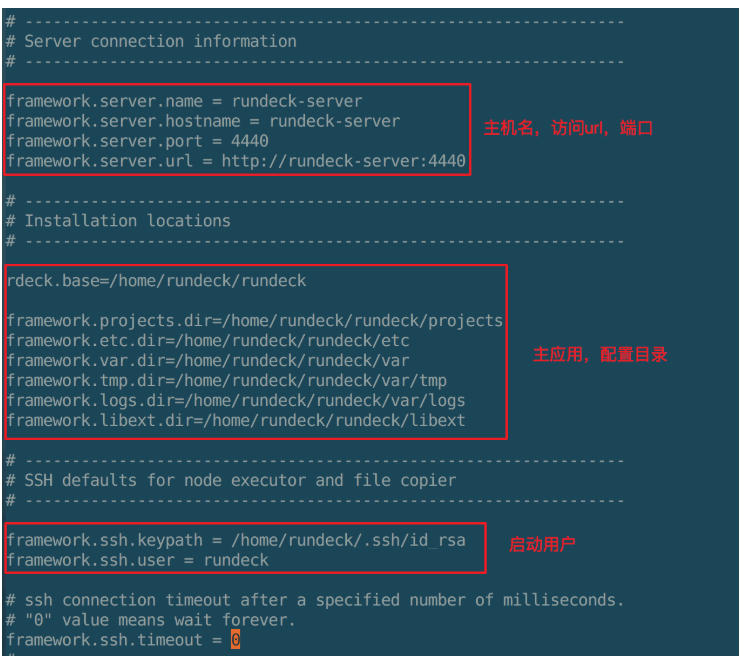 # ----------------------------------------------------------------
# Server connection information
# ----------------------------------------------------------------
framework.server.name = rundeck-server
framework.server.hostname = rundeck-server
framework.server.port = 4440
framework.server.url = http://rundeck-server:4440
主机名，访问url，端口
# ----------------------------------------------------------------
# Installation locations
# ----------------------------------------------------------------
rdeck.base=/home/rundeck/rundeck
framework.projects.dir=/home/rundeck/rundeck/projects
framework.etc.dir=/home/rundeck/rundeck/etc
framework.var.dir=/home/rundeck/rundeck/var
framework.tmp.dir=/home/rundeck/rundeck/var/tmp
framework.logs.dir=/home/rundeck/rundeck/var/logs
framework.libext.dir=/home/rundeck/rundeck/libext
主应用，配置目录
# ----------------------------------------------------------------
# SSH defaults for node executor and file copier
# ----------------------------------------------------------------
framework.ssh.keypath = /home/rundeck/.ssh/id_rsa
framework.ssh.user = rundeck
启动用户
# ssh connection timeout after a specified number of milliseconds.
# "0" value means wait forever.
framework.ssh.timeout = 0
#